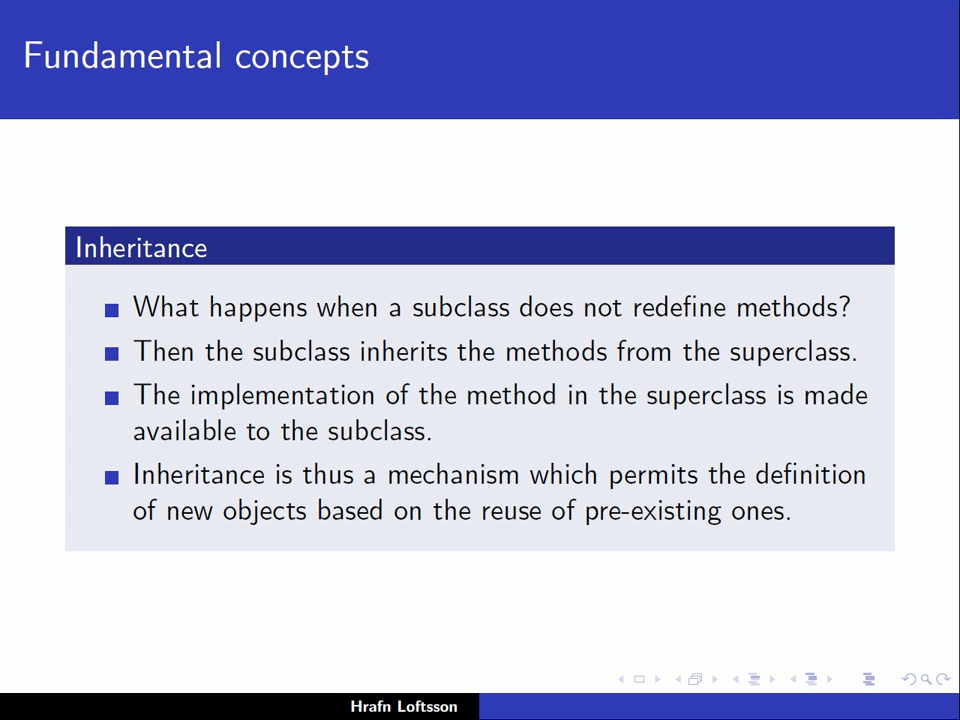 Fundamental concepts
Inheritance
What happens when a subclass does not redefine methods?
Then the subclass inherits the methods from the superclass.
The implementation of the method in the superclass is made
available to the subclass.
Inheritance is thus a mechanism which permits the definition
of new objects based on the reuse of pre-existing ones.
Hrafn Loftsson